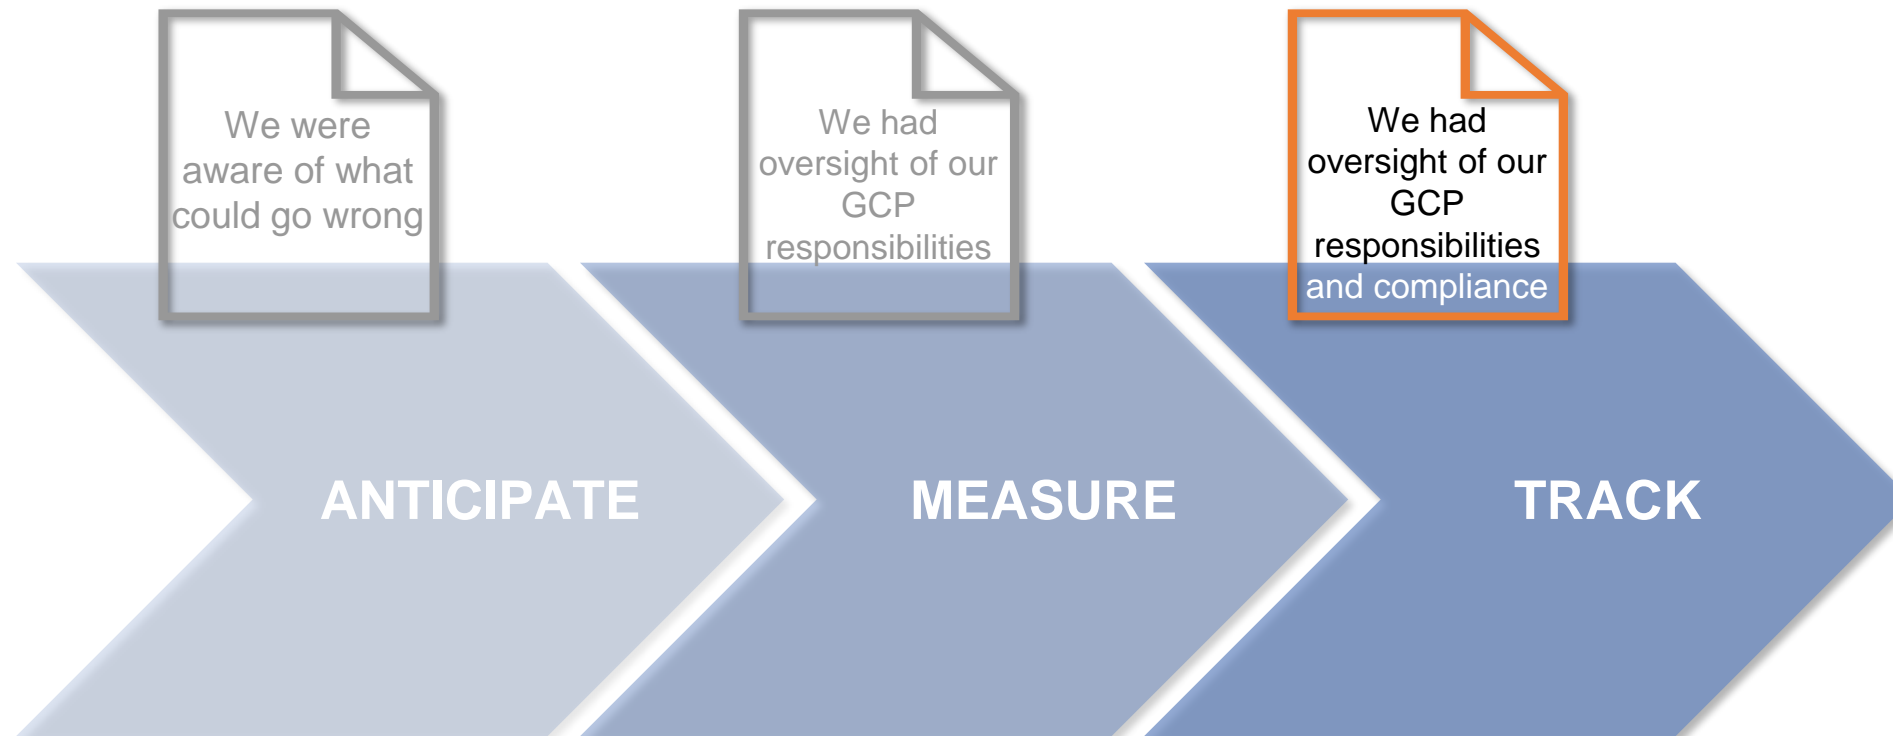 We were
aware of what
could go wrong
We had
oversight of our
GCP
responsibilities
We had
oversight of our
GCP
responsibilities
and compliance
ANTICIPATE
MEASURE
TRACK